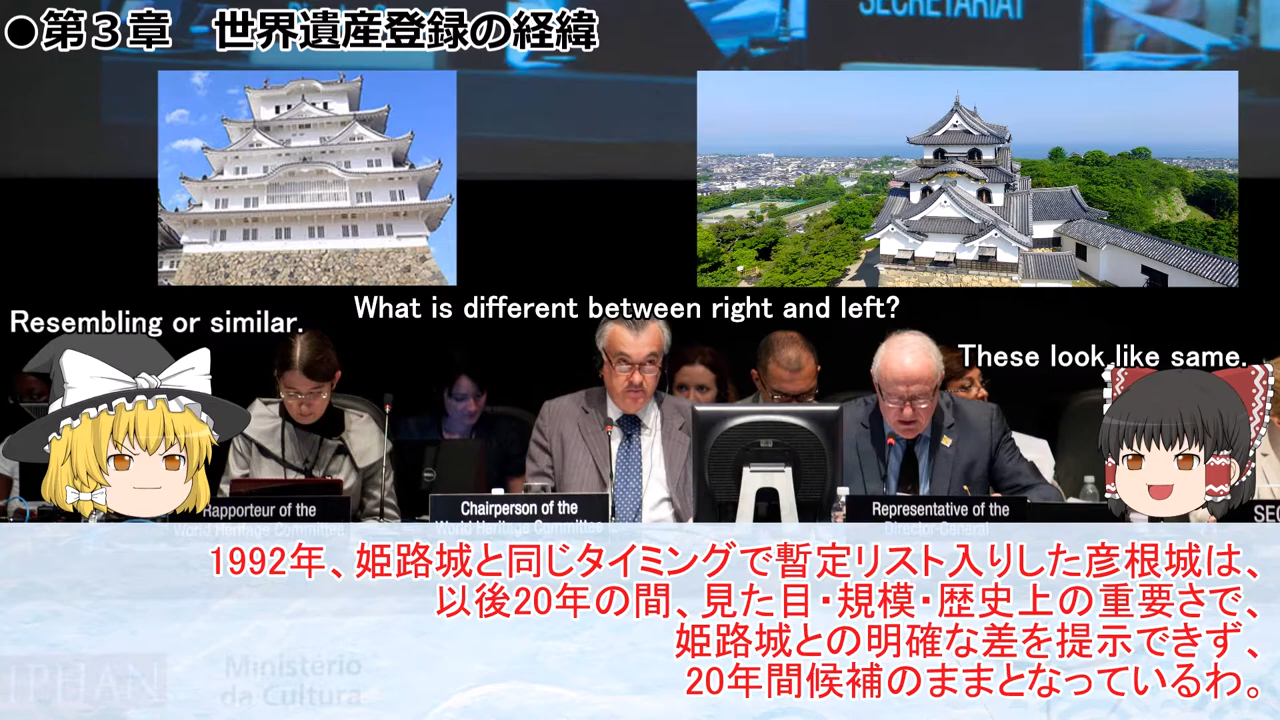 SECRETARIAT
●第３章　世界遺産登録の経緯
What is different between right and left?
Resembling or similar.
These look like same.
Rapporteur of the
World Heritage Committee
Chairperson of the
World Heritage Committee
Representative of the
Director-General
1992年、姫路城と同じタイミングで暫定リスト入りした彦根城は、
以後20年の間、見た目・規模・歴史上の重要さで、
姫路城との明確な差を提示できず、
20年間候補のままとなっているわ。
IPHAN
Ministério
da Cultura